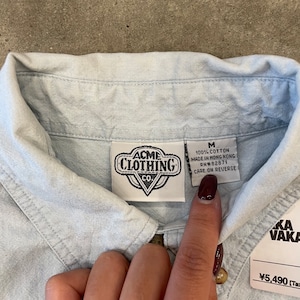 ACME
CLOTHING
CO.
M
100% COTTON
MADE IN HONG KONG
CARE ON REVERSE
KA
VAKA
¥5,490